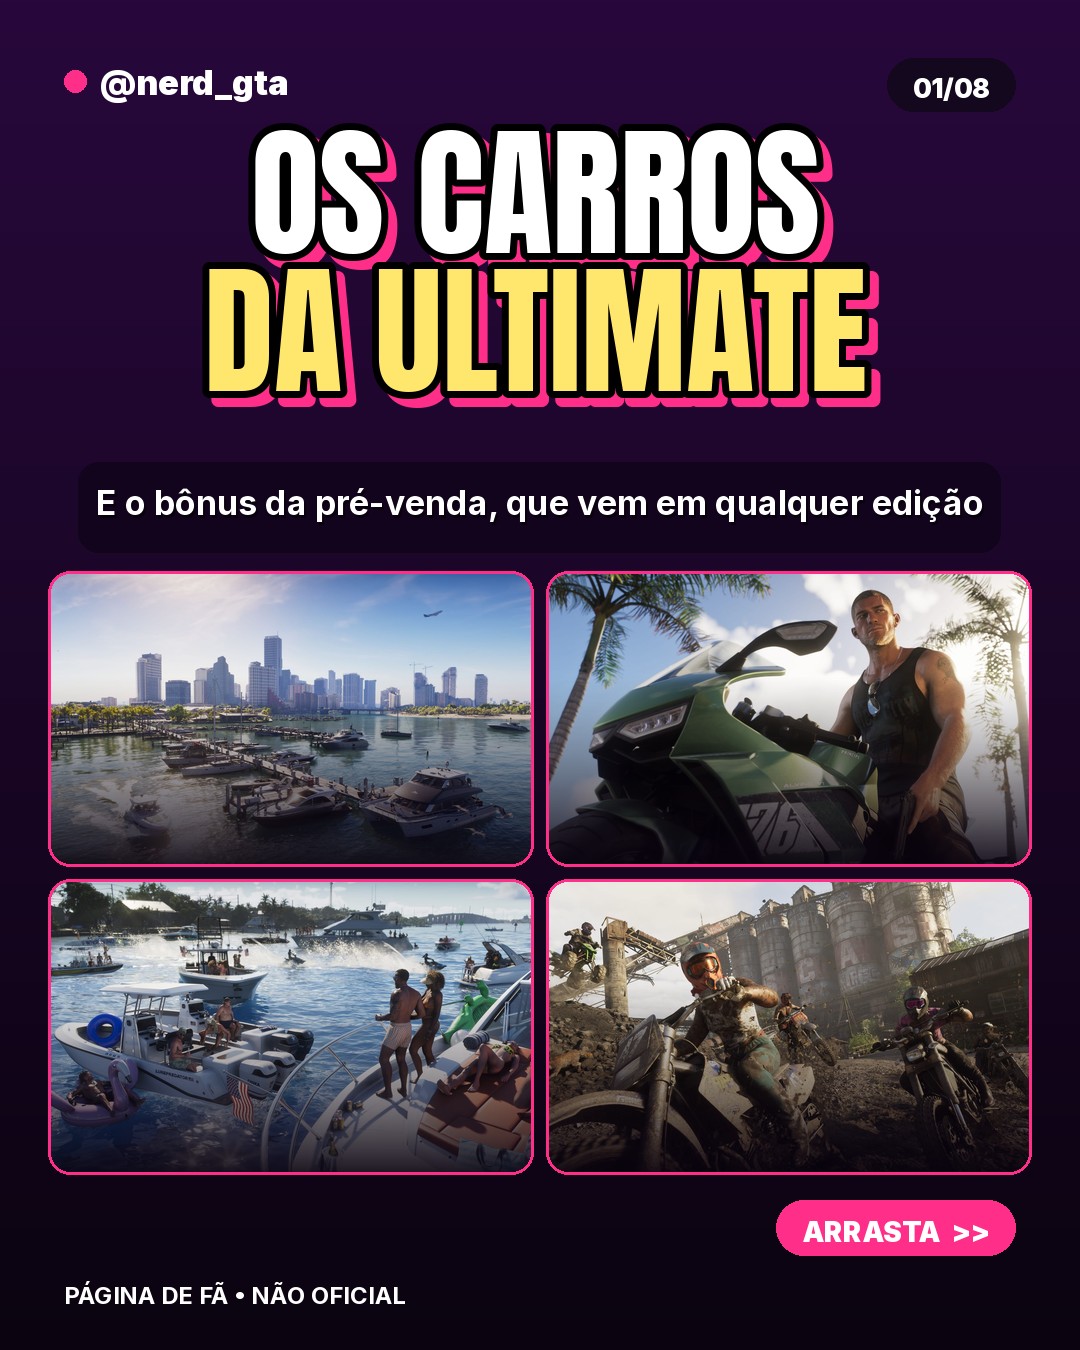 @nerd_gta
01/08
OS CARROS
DA ULTIMATE
E o bônus da pré-venda, que vem em qualquer edição
76
ARRASTA >>
PÁGINA DE FÃ • NÃO OFICIAL